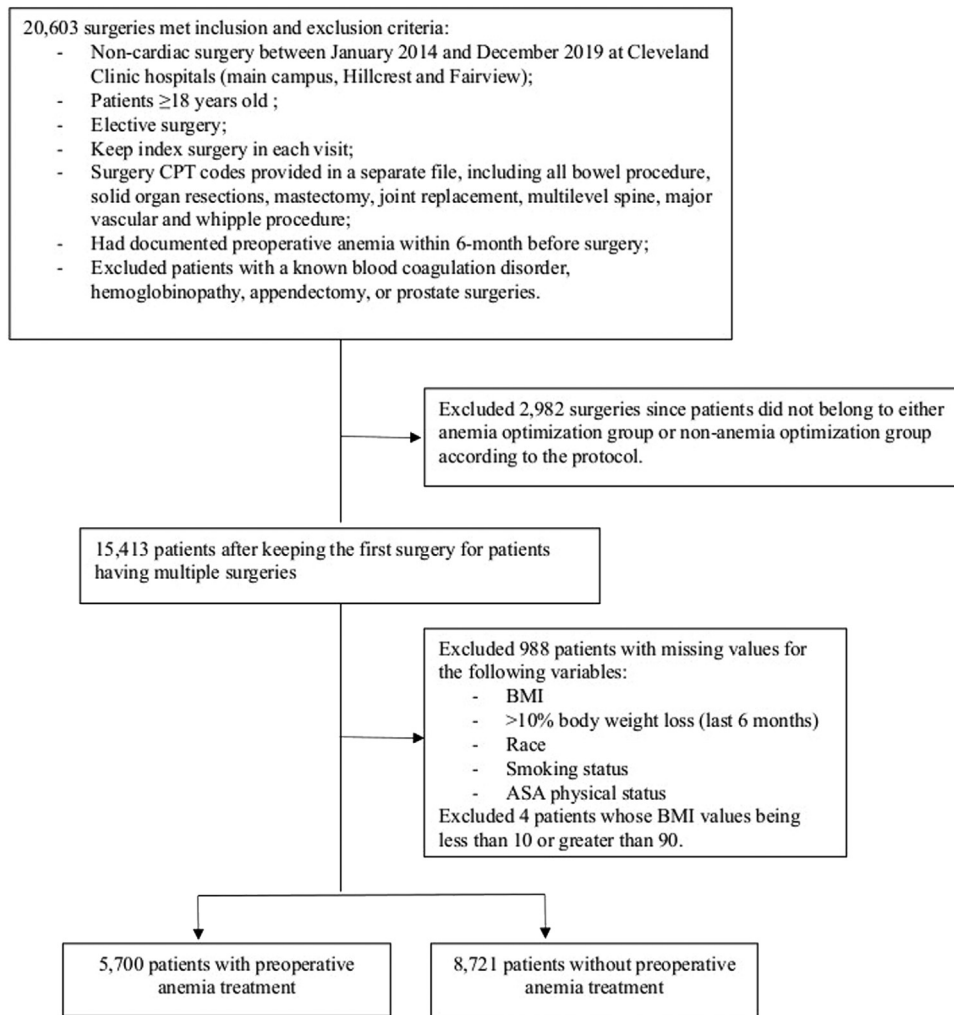 20,603 surgeries met inclusion and exclusion criteria:
- Non-cardiac surgery between January 2014 and December 2019 at Cleveland
Clinic hospitals (main campus, Hillcrest and Fairview);
- Patients ≥18 years old ;
- Elective surgery;
- Keep index surgery in each visit;
- Surgery CPT codes provided in a separate file, including all bowel procedure,
solid organ resections, mastectomy, joint replacement, multilevel spine, major
vascular and whipple procedure;
- Had documented preoperative anemia within 6-month before surgery;
- Excluded patients with a known blood coagulation disorder,
hemoglobinopathy, appendectomy, or prostate surgeries.
Excluded 2,982 surgeries since patients did not belong to either
anemia optimization group or non-anemia optimization group
according to the protocol.
15,413 patients after keeping the first surgery for patients
having multiple surgeries
Excluded 988 patients with missing values for
the following variables:
- BMI
- >10% body weight loss (last 6 months)
- Race
- Smoking status
- ASA physical status
Excluded 4 patients whose BMI values being
less than 10 or greater than 90.
5,700 patients with preoperative
anemia treatment
8,721 patients without preoperative
anemia treatment